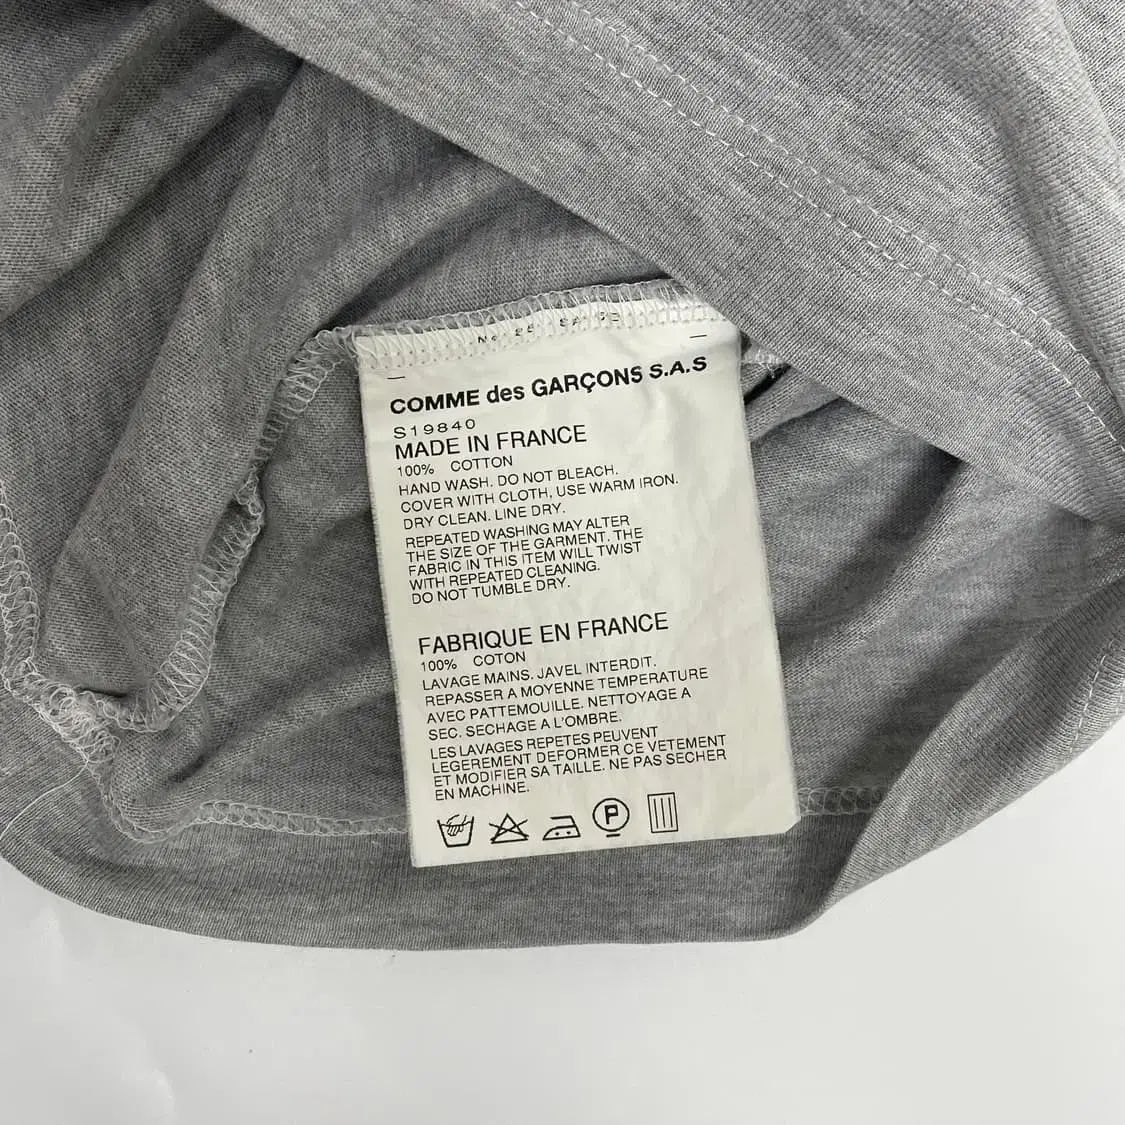 COMME des GARÇONS S.A.S
S19840
MADE IN FRANCE
100% COTTON
HAND WASH. DO NOT BLEACH.
COVER WITH CLOTH, USE WARM IRON.
DRY CLEAN. LINE DRY.
REPEATED WASHING MAY ALTER
THE SIZE OF THE GARMENT. THE
FABRIC IN THIS ITEM WILL TWIST
WITH REPEATED CLEANING.
DO NOT TUMBLE DRY.
FABRIQUE EN FRANCE
100% COTON
LAVAGE MAINS. JAVEL INTERDIT.
REPASSER A MOYENNE TEMPERATURE
AVEC PATTEMOUILLE. NETTOYAGE A
SEC. SECHAGE A L'OMBRE.
LES LAVAGES REPETES PEUVENT
LEGEREMENT DEFORMER CE VETEMENT
ET MODIFIER SA TAILLE. NE PAS SECHER
EN MACHINE.
P